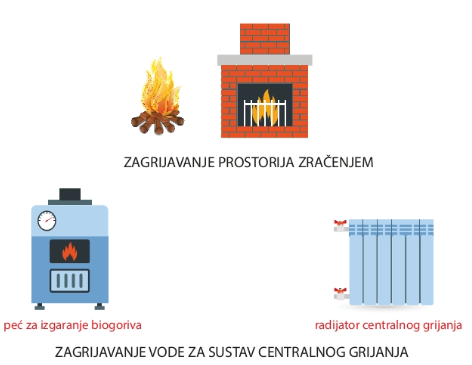 ZAGRIJAVANJE PROSTORIJA ZRAČENJEM
peć za izgaranje biogoriva
radijator centralnog grijanja
ZAGRIJAVANJE VODE ZA SUSTAV CENTRALNOG GRIJANJA